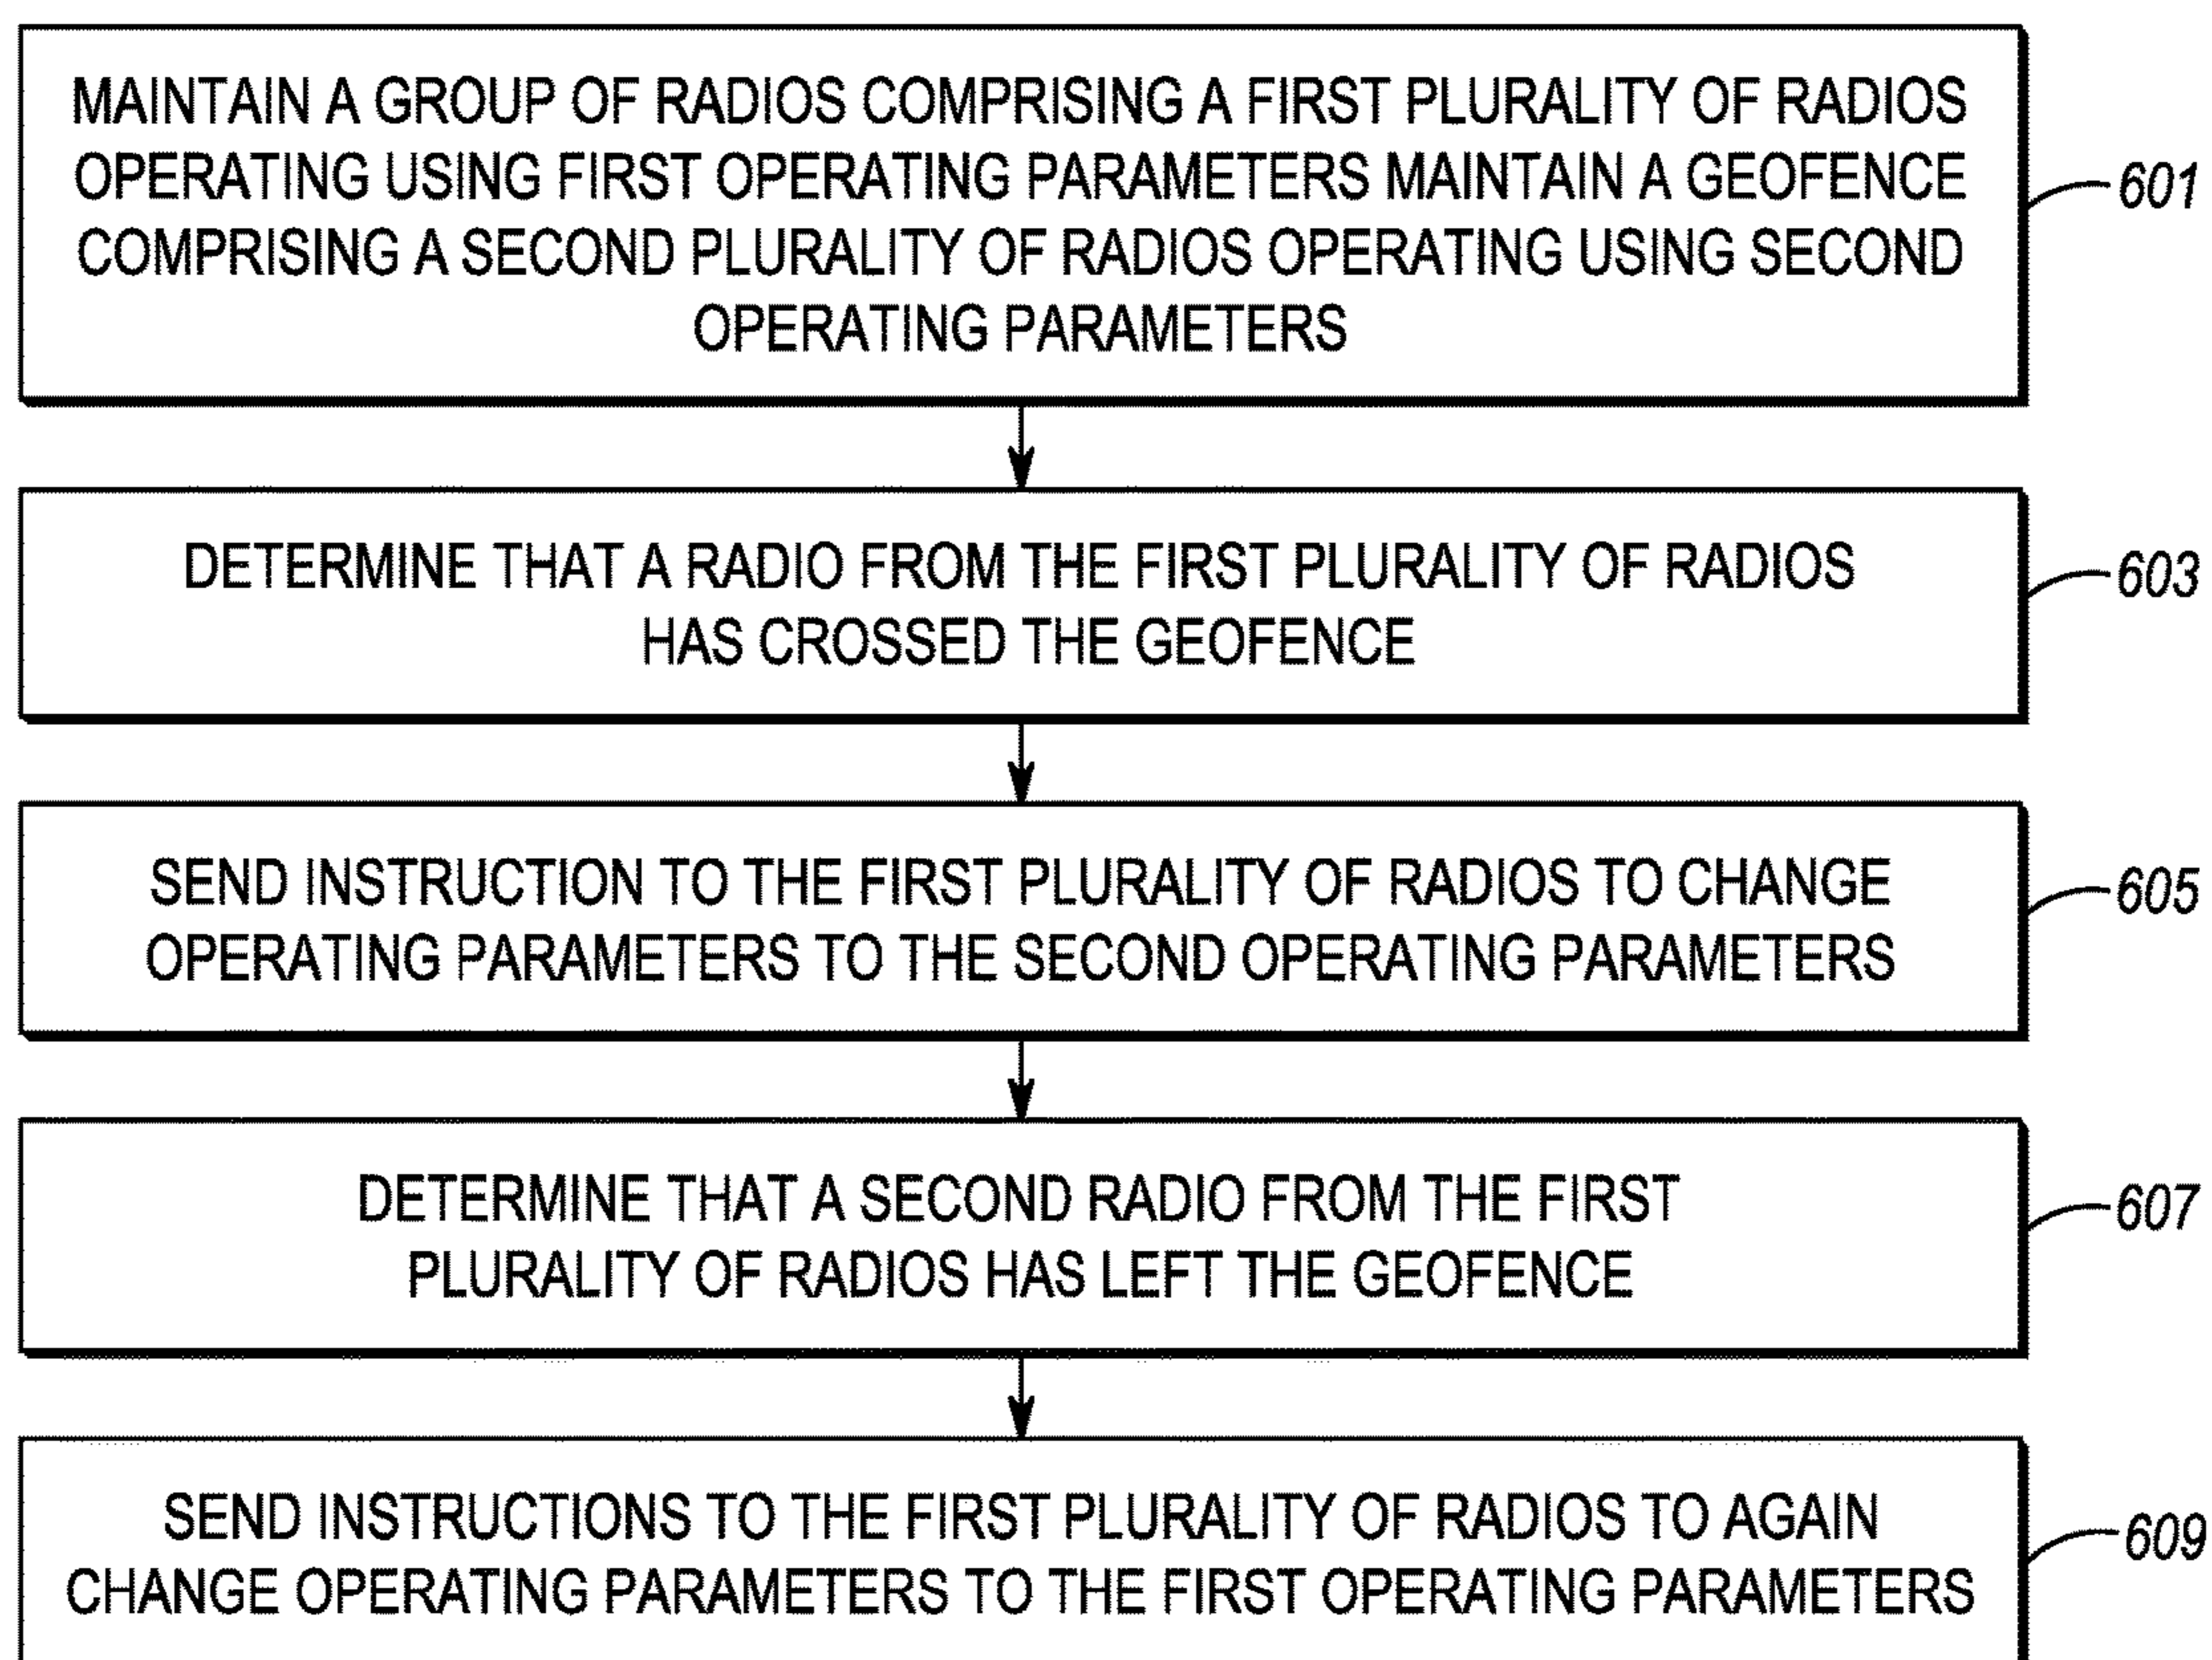 MAINTAIN A GROUP OF RADIOS COMPRISING A FIRST PLURALITY OF RADIOS
OPERATING USING FIRST OPERATING PARAMETERS MAINTAIN A GEOFENCE
COMPRISING A SECOND PLURALITY OF RADIOS OPERATING USING SECOND
OPERATING PARAMETERS
601
DETERMINE THAT A RADIO FROM THE FIRST PLURALITY OF RADIOS
HAS CROSSED THE GEOFENCE
603
SEND INSTRUCTION TO THE FIRST PLURALITY OF RADIOS TO CHANGE
OPERATING PARAMETERS TO THE SECOND OPERATING PARAMETERS
605
DETERMINE THAT A SECOND RADIO FROM THE FIRST
PLURALITY OF RADIOS HAS LEFT THE GEOFENCE
607
SEND INSTRUCTIONS TO THE FIRST PLURALITY OF RADIOS TO AGAIN
CHANGE OPERATING PARAMETERS TO THE FIRST OPERATING PARAMETERS
609